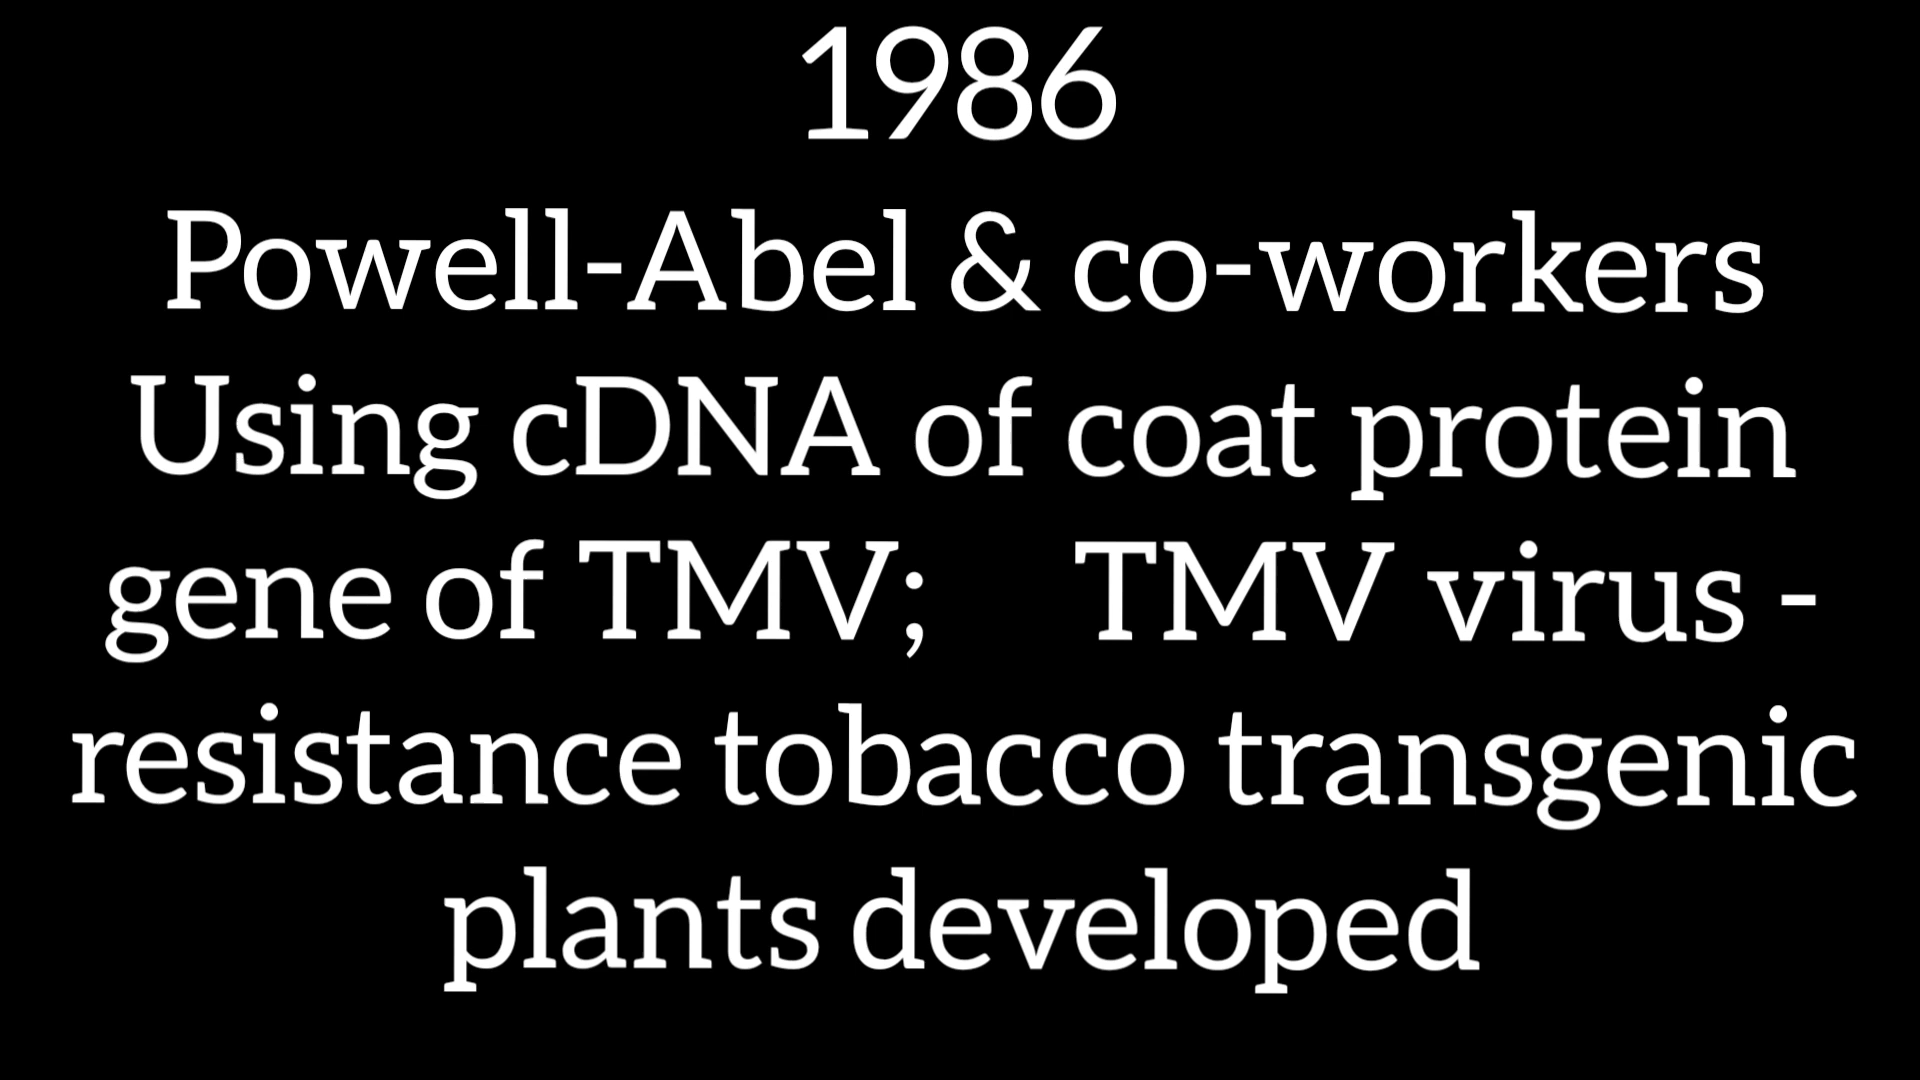 1986
Powell-Abel & co-workers
Using cDNA of coat protein
gene of TMV; TMV virus -
resistance tobacco transgenic
plants developed